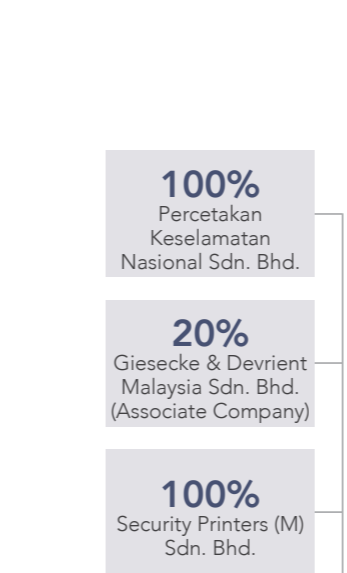 100%
Percetakan
Keselamatan
Nasional Sdn. Bhd.
20%
Giesecke & Devrient
Malaysia Sdn. Bhd.
(Associate Company)
100%
Security Printers (M)
Sdn. Bhd.